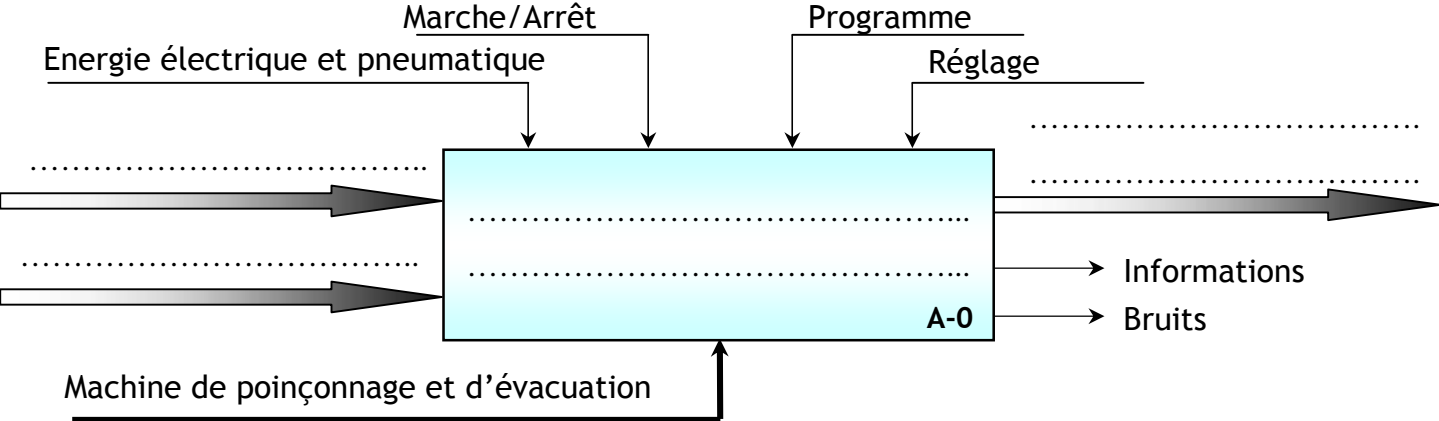 Marche/Arrêt
Programme
Energie électrique et pneumatique
Réglage
.....................................
.......................................
.....................................
.................................................
.....................................
.................................................
Informations
A-0
Bruits
Machine de poinçonnage et d’évacuation